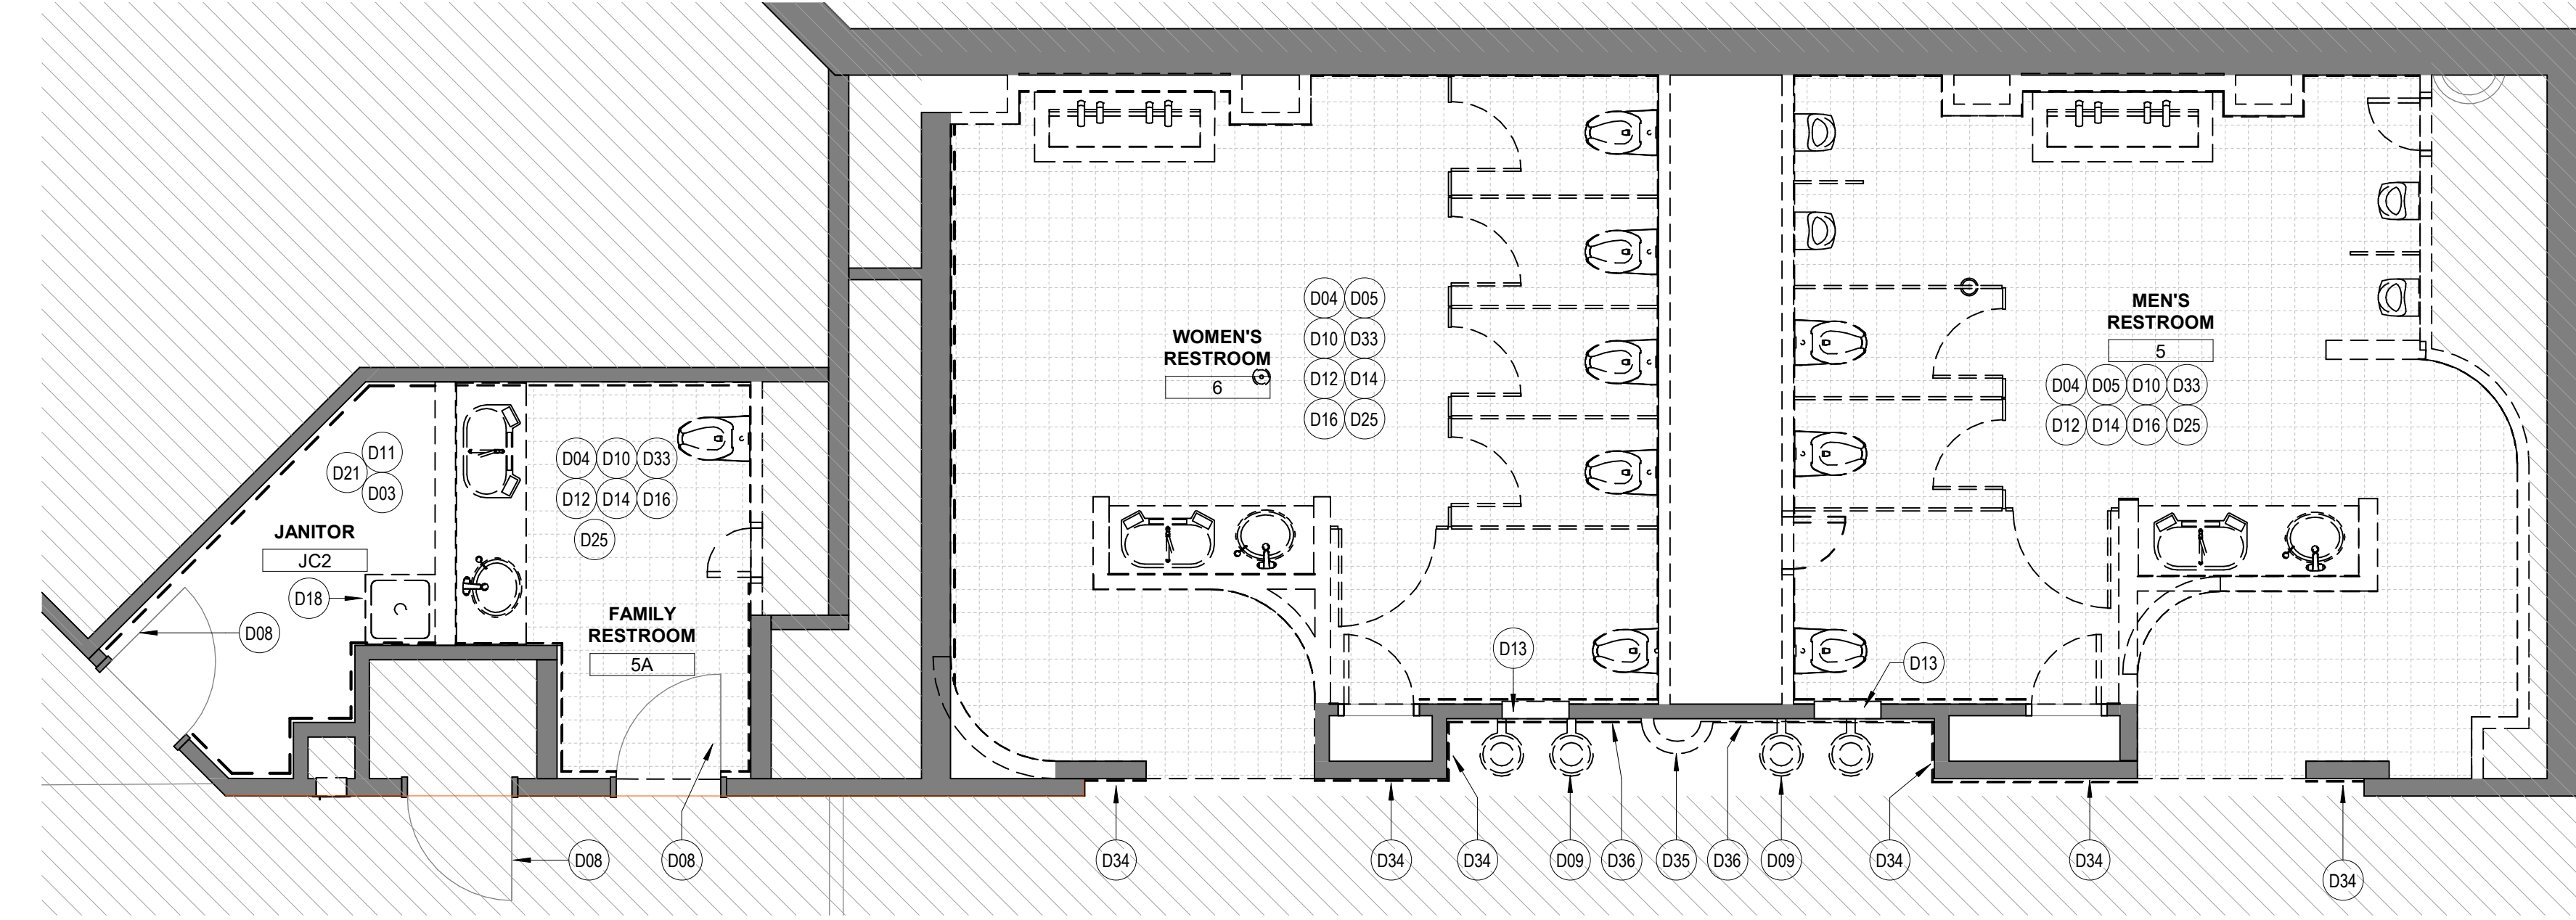 WOMEN'S
RESTROOM
6
D04 D05
D10 D33
D12 D14
D16 D25
MEN'S
RESTROOM
5
D04 D05 D10 D33
D12 D14 D16 D25
D11
D21
D03
JANITOR
JC2
D18
D08
D04 D10 D33
D12 D14 D16
D25
FAMILY
RESTROOM
5A
D13
D13
D08
D08
D34
D34
D34
D09
D36
D35
D36
D09
D34
D34
D34